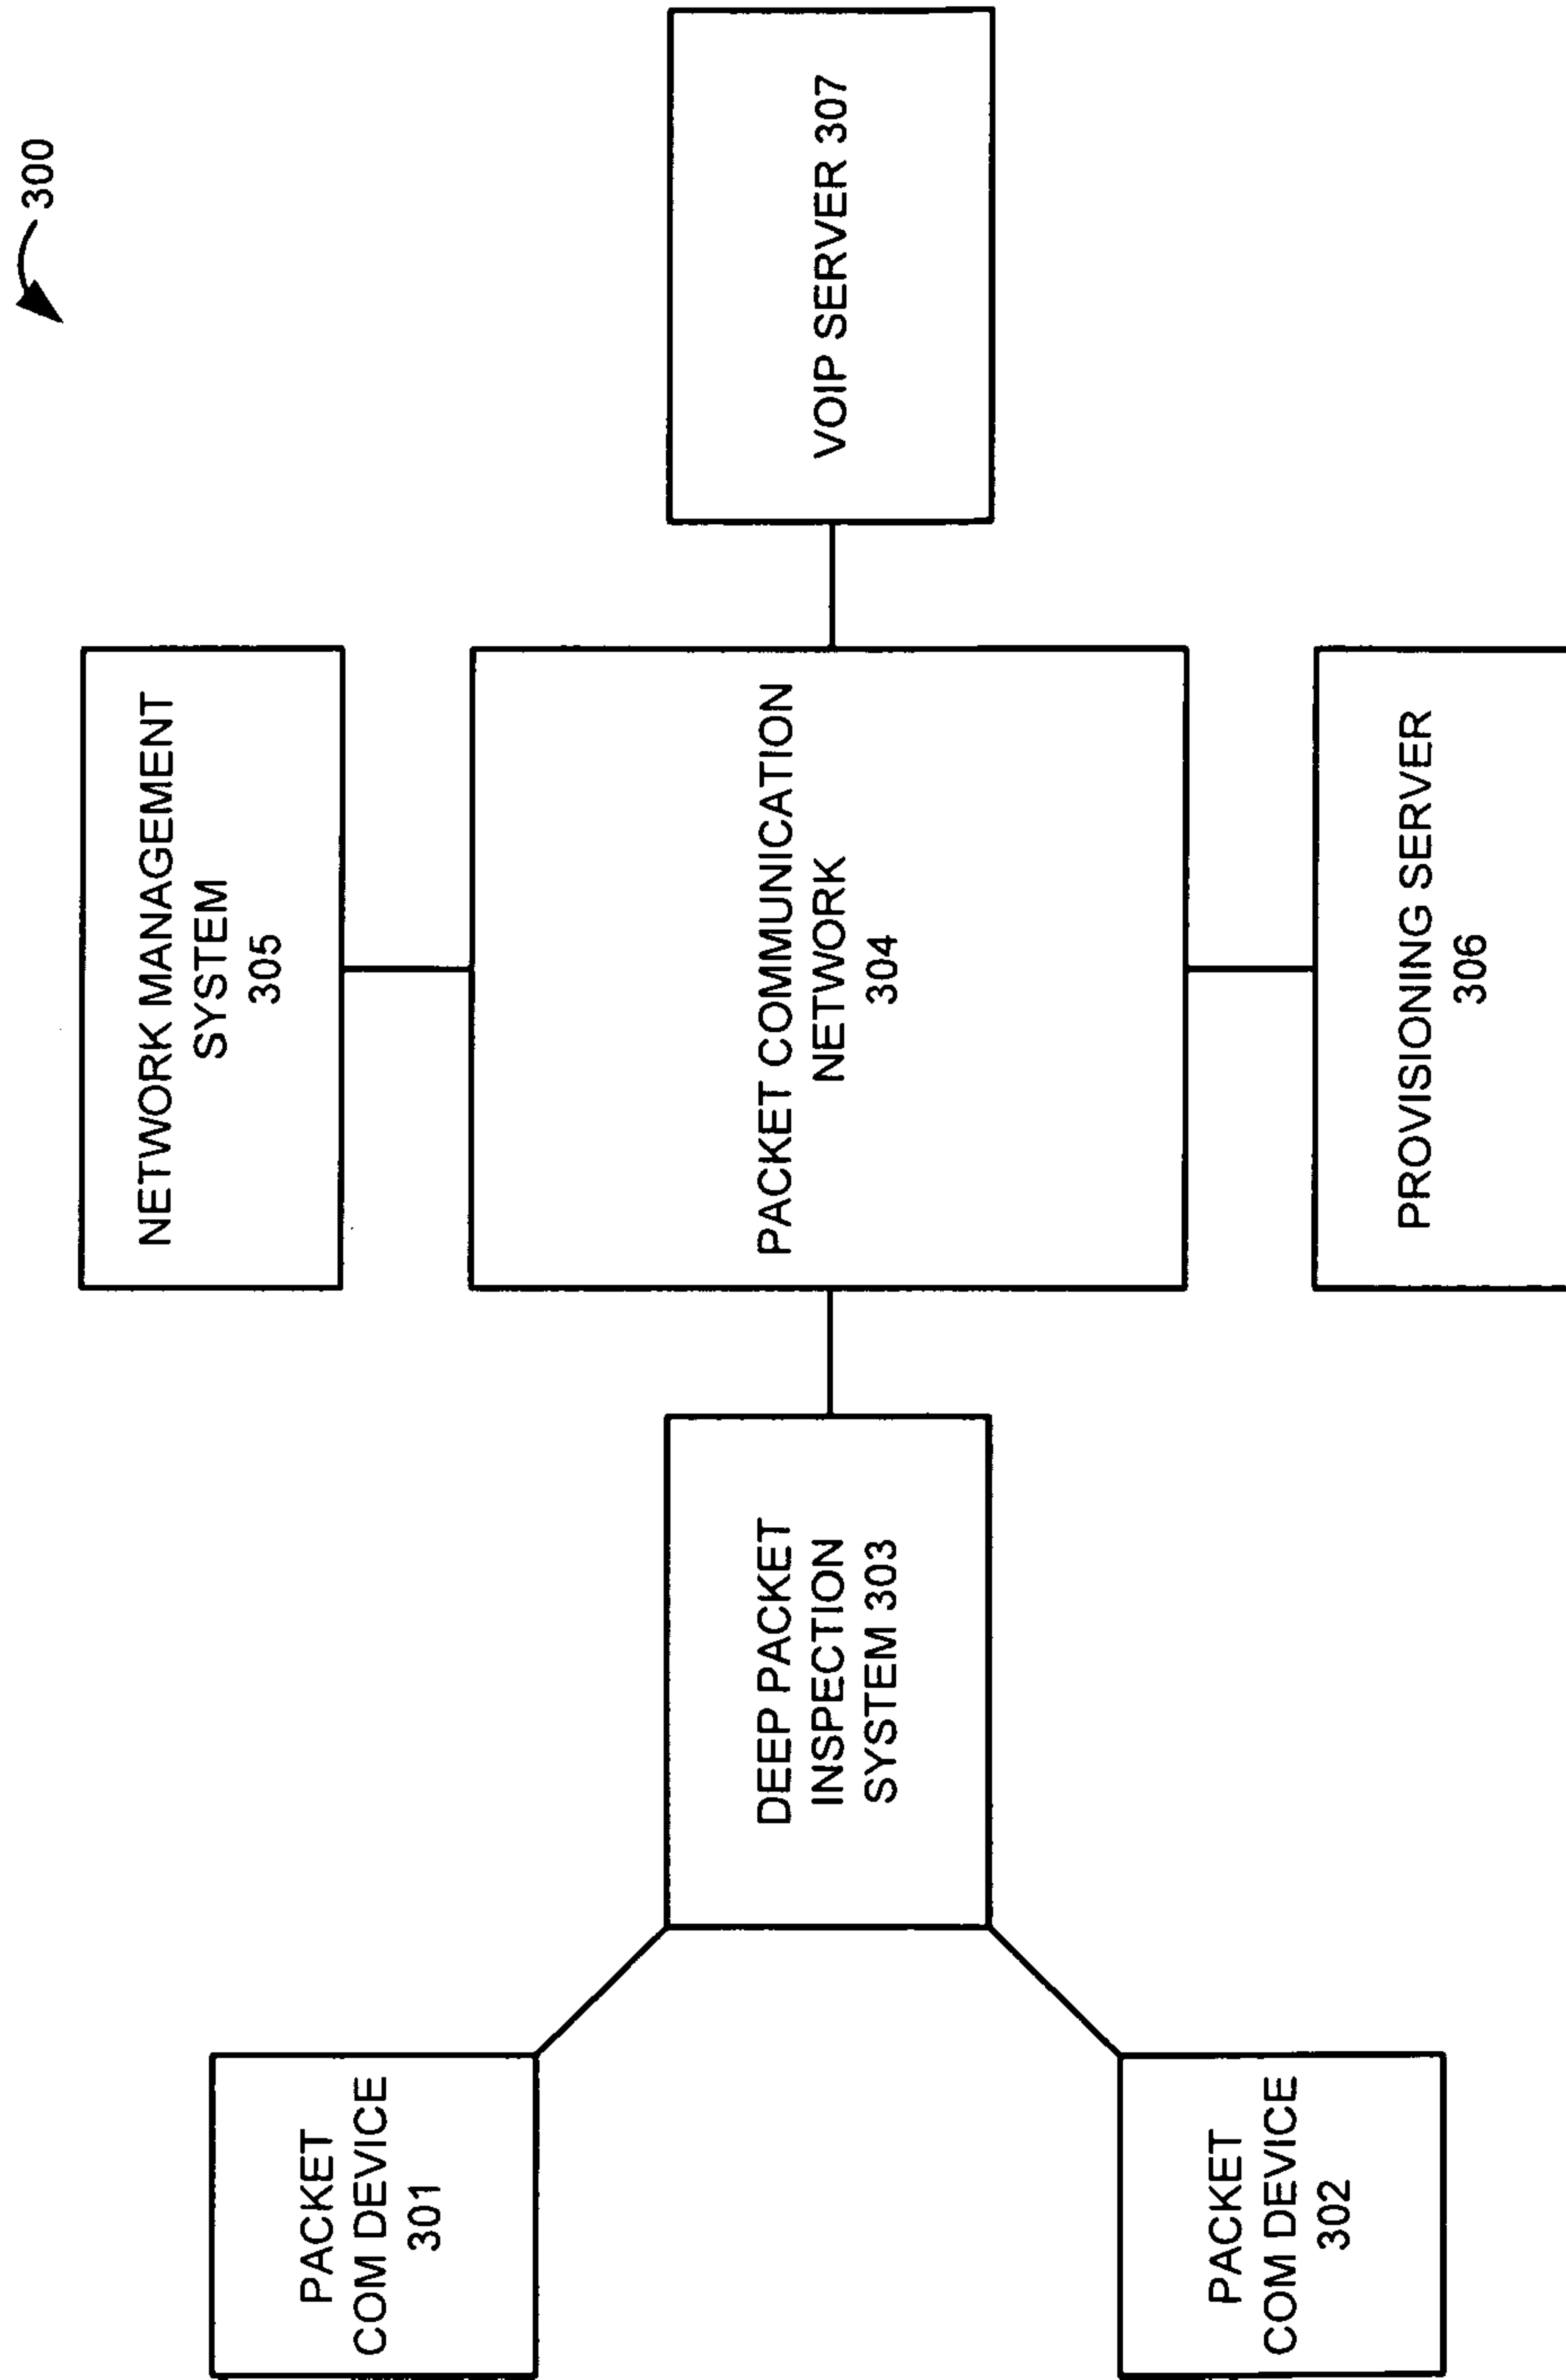 300
NETWORK MANAGEMENT
SYSTEM
305
PACKET
COM DEVICE
301
DEEP PACKET
INSPECTION
SYSTEM 303
PACKET COMMUNICATION
NETWORK
304
VOIP SERVER 307
PACKET
COM DEVICE
302
PROVISIONING SERVER
306